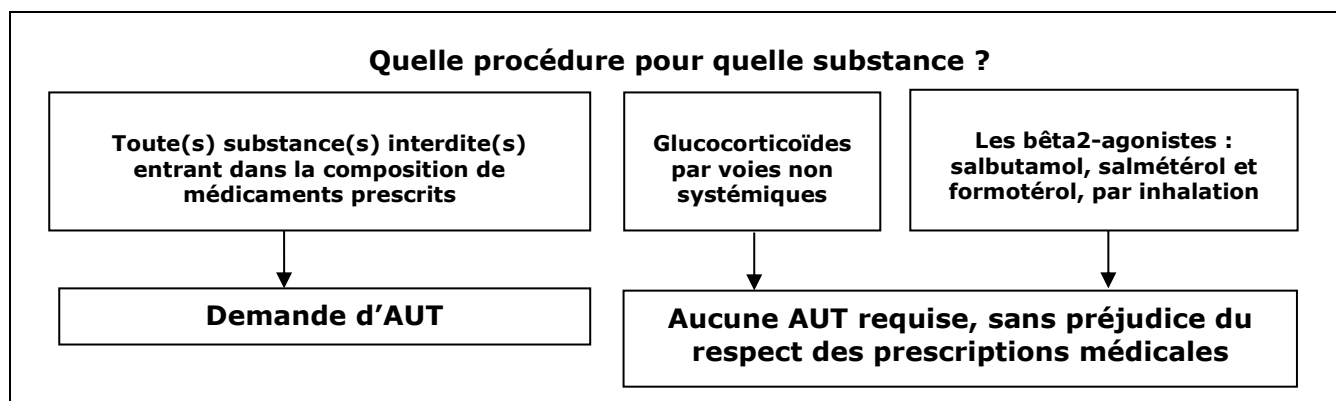 Quelle procédure pour quelle substance ?
Toute(s) substance(s) interdite(s)
entrant dans la composition de
médicaments prescrits
Glucocorticoïdes
par voies non
systémiques
Les bêta2-agonistes :
salbutamol, salmétérol et
formotérol, par inhalation
Demande d’AUT
Aucune AUT requise, sans préjudice du
respect des prescriptions médicales